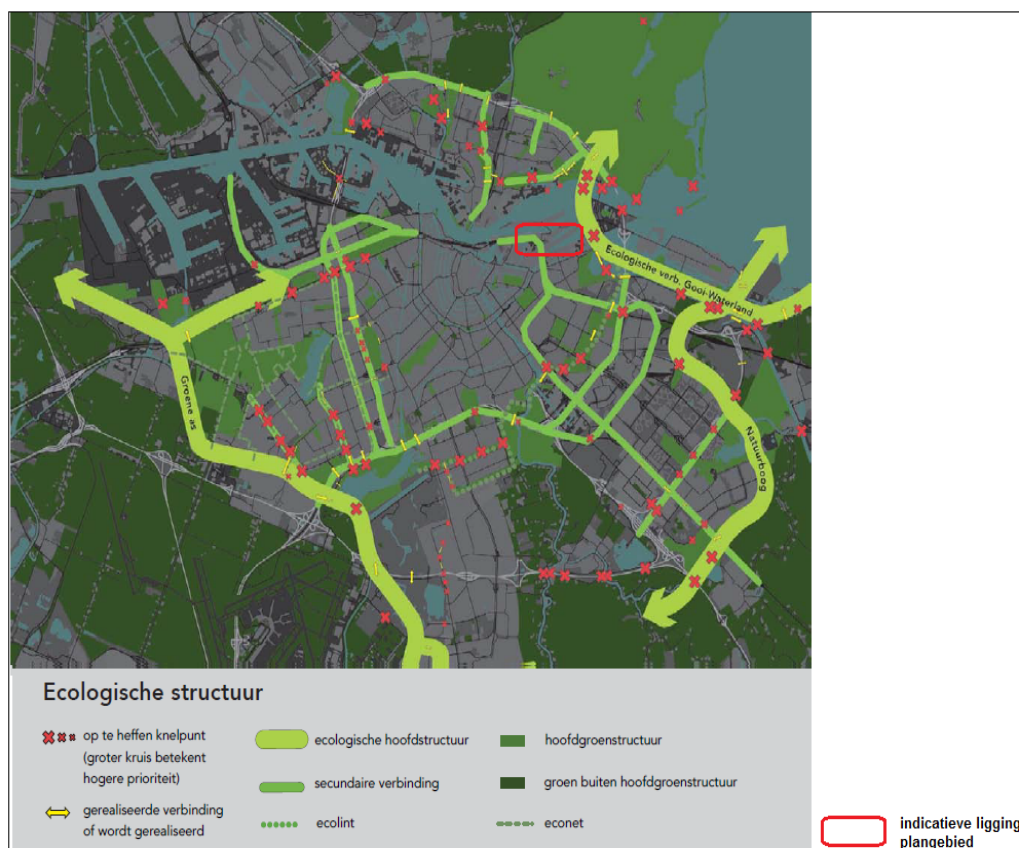 Ecologische verb. Gooi-Waterland
Groene as
Natuurboog
Ecologische structuur
op te heffen knelpunt
(groter kruis betekent
hogere prioriteit)
gerealiseerde verbinding
of wordt gerealiseerd
ecologische hoofdstructuur
secundaire verbinding
ecolint
hoofdgroenstructuur
groen buiten hoofdgroenstructuur
econet
indicatieve ligging
plangebied